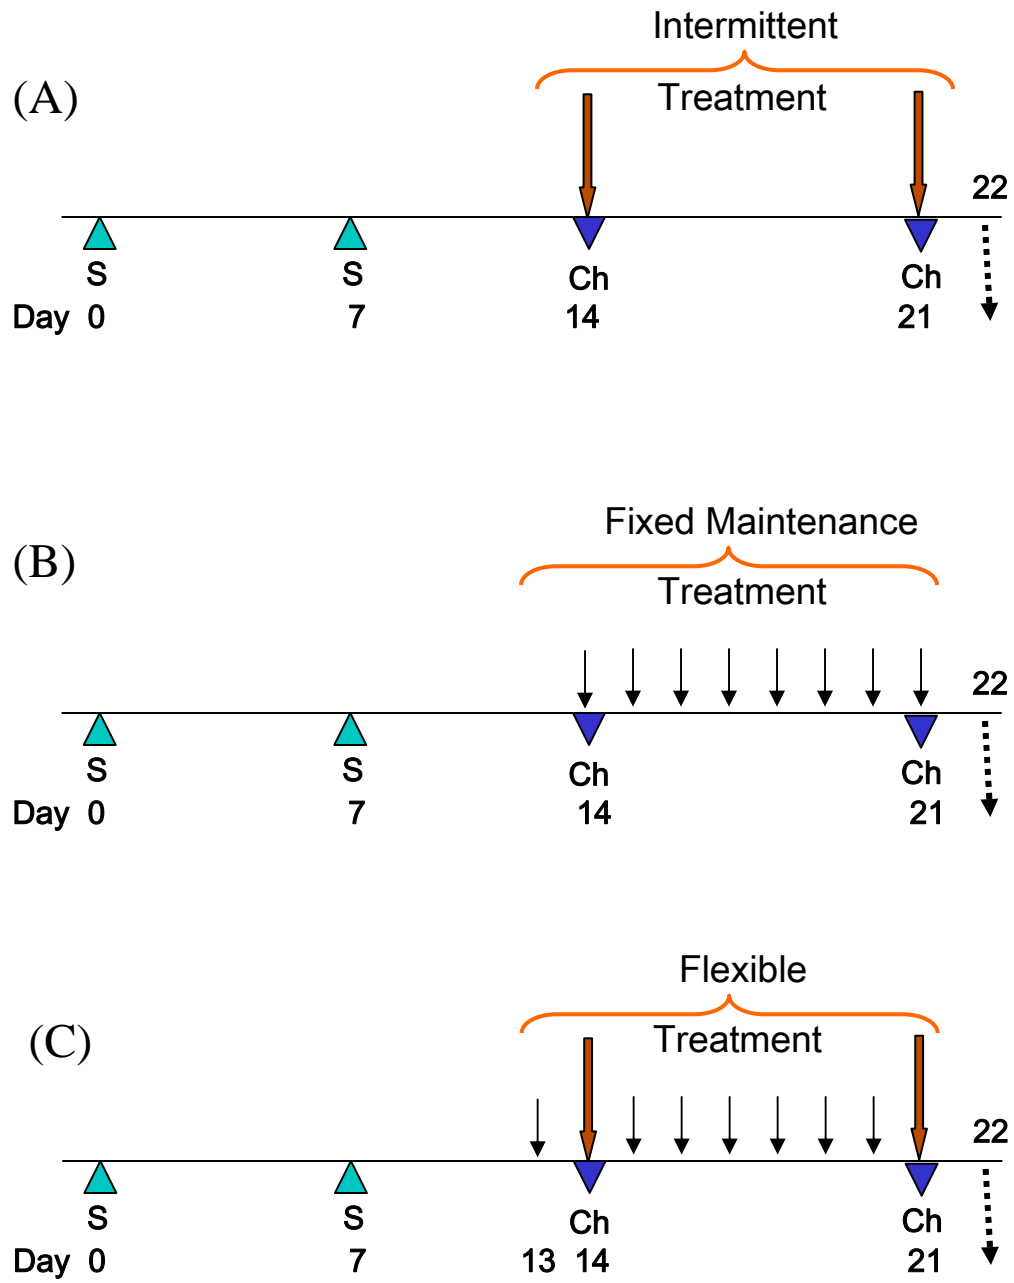 Intermittent
(A)
Treatment
22
S S Ch Ch
Day 0 7 14 21
Fixed Maintenance
(B)
Treatment
22
S S Ch Ch
Day 0 7 14 21
Flexible
(C)
Treatment
22
S S Ch Ch
Day 0 7 13 14 21